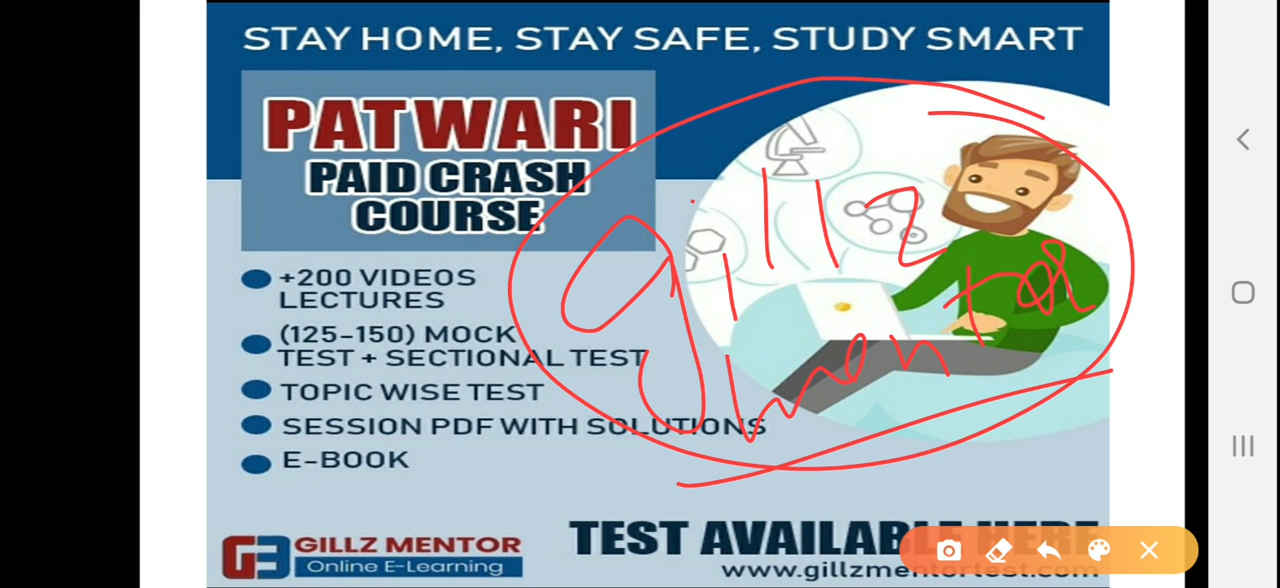 STAY HOME, STAY SAFE, STUDY SMART
PATWARI
PAID CRASH
COURSE
+200 VIDEOS
LECTURES
(125-150) MOCK
TEST + SECTIONAL TEST
TOPIC WISE TEST
SESSION PDF WITH SOLUTIONS
E-BOOK
gillz
mentor
GILLZ MENTOR
Online E-Learning
TEST AVAILABLE HERE
www.gillzmentortest.com